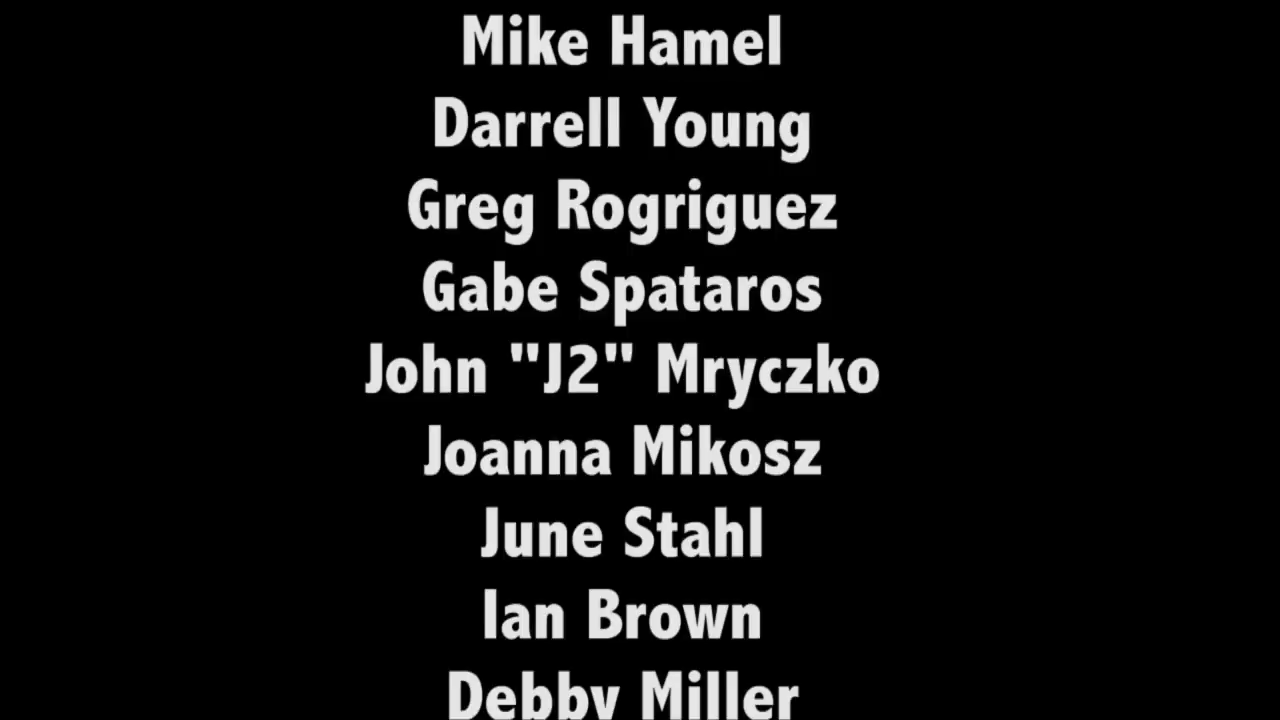 Mike Hamel
Darrell Young
Greg Rogriguez
Gabe Spataros
John "J2" Mryczko
Joanna Mikosz
June Stahl
Ian Brown
Debby Miller